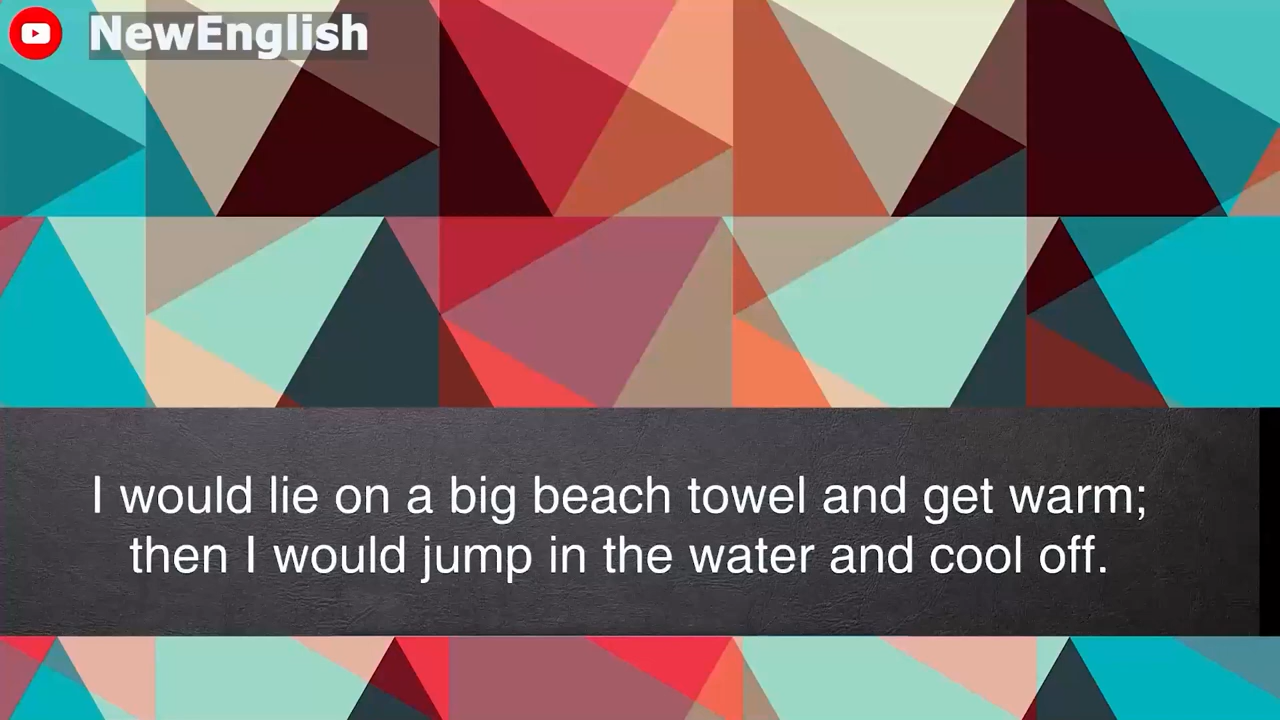 NewEnglish
I would lie on a big beach towel and get warm;
then I would jump in the water and cool off.